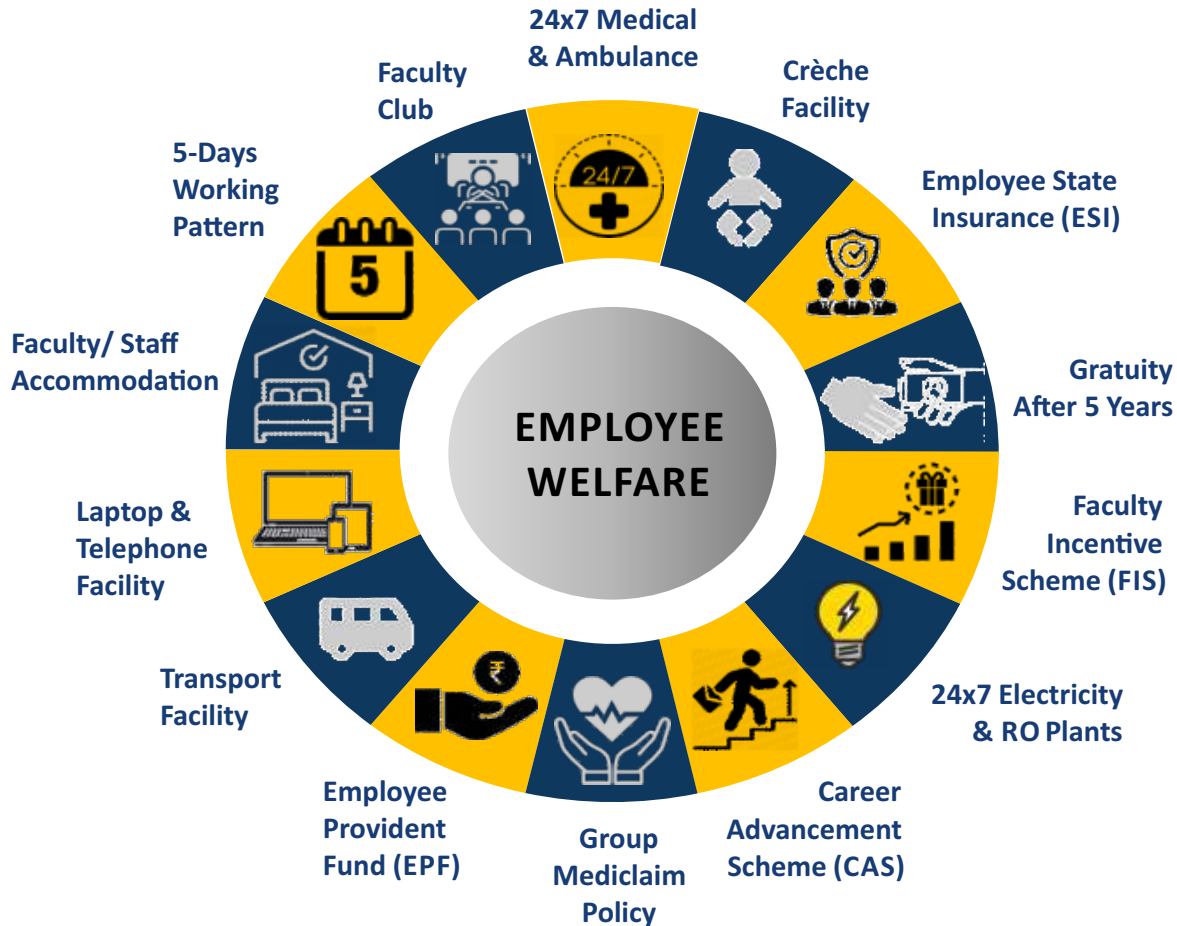 24x7 Medical
& Ambulance
Crèche
Facility
Employee State
Insurance (ESI)
Gratuity
After 5 Years
Faculty
Incentive
Scheme (FIS)
24x7 Electricity
& RO Plants
Career
Advancement
Scheme (CAS)
Group
Mediclaim
Policy
Employee
Provident
Fund (EPF)
Transport
Facility
Laptop &
Telephone
Facility
Faculty/ Staff
Accommodation
5-Days
Working
Pattern
Faculty
Club
24/7
5
₹
EMPLOYEE
WELFARE